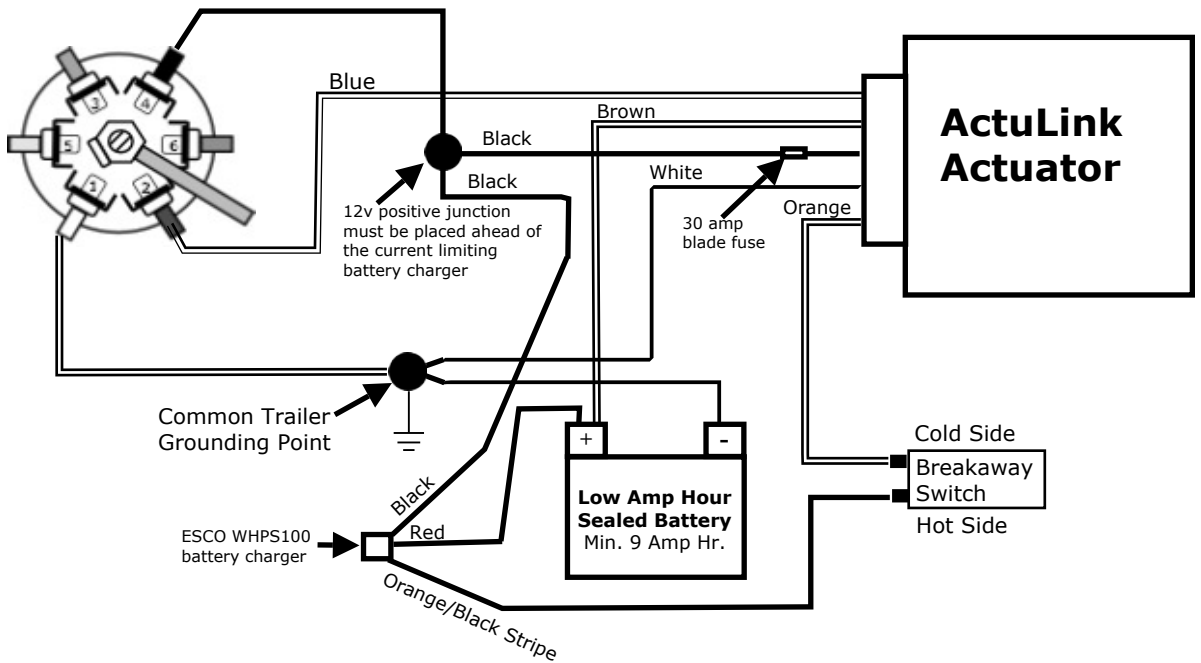 Blue
Brown
ActuLink
Actuator
3
4
5
6
1
2
Black
White
Black
12v positive junction
must be placed ahead of
the current limiting
battery charger
30 amp
blade fuse
Orange
Common Trailer
Grounding Point
+
-
Cold Side
Breakaway
Switch
Hot Side
Low Amp Hour
Sealed Battery
Min. 9 Amp Hr.
Black
Red
ESCO WHPS100
battery charger
Orange/Black Stripe